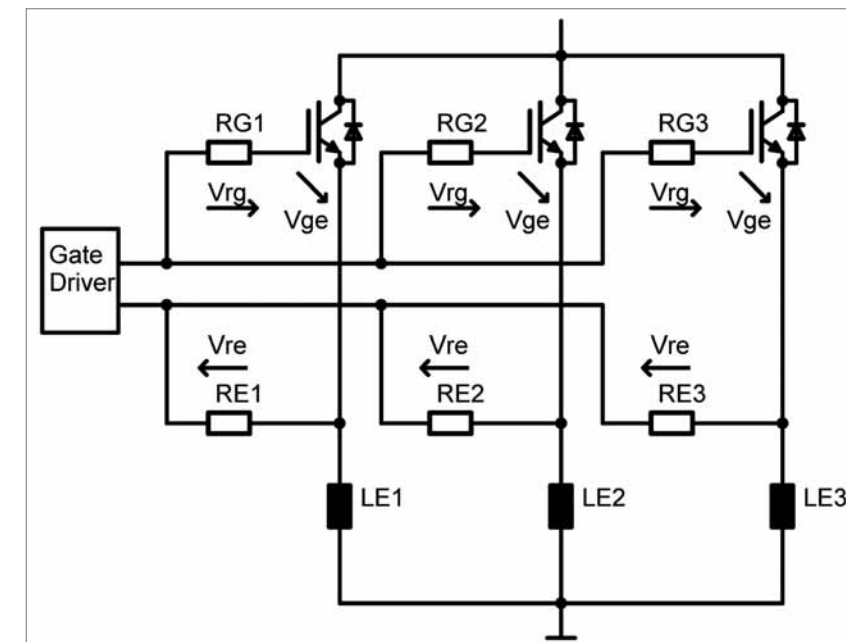 RG1
RG2
RG3
Vrg
Vge
Vrg
Vge
Vrg
Vge
Gate
Driver
Vre
Vre
Vre
RE1
RE2
RE3
LE1
LE2
LE3